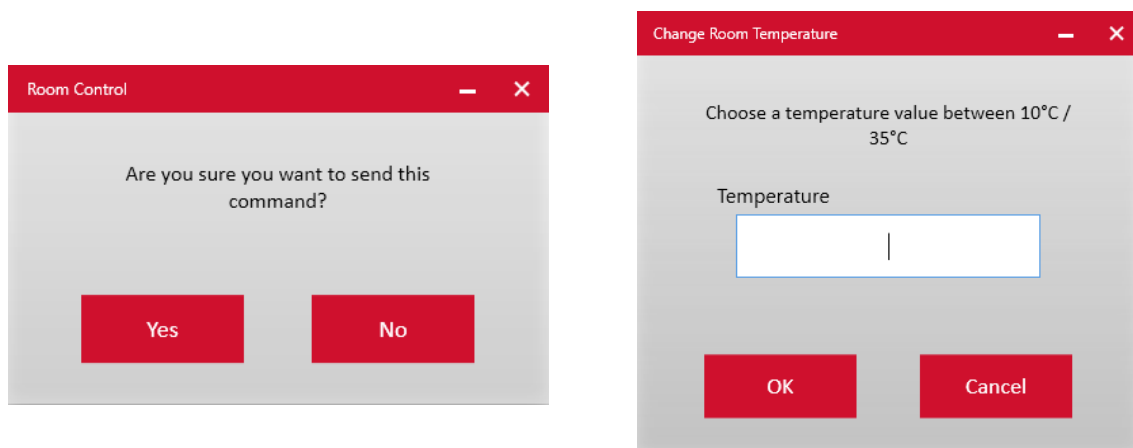 Room Control
Are you sure you want to send this
command?
Yes
No
Change Room Temperature
Choose a temperature value between 10°C /
35°C
Temperature
OK
Cancel